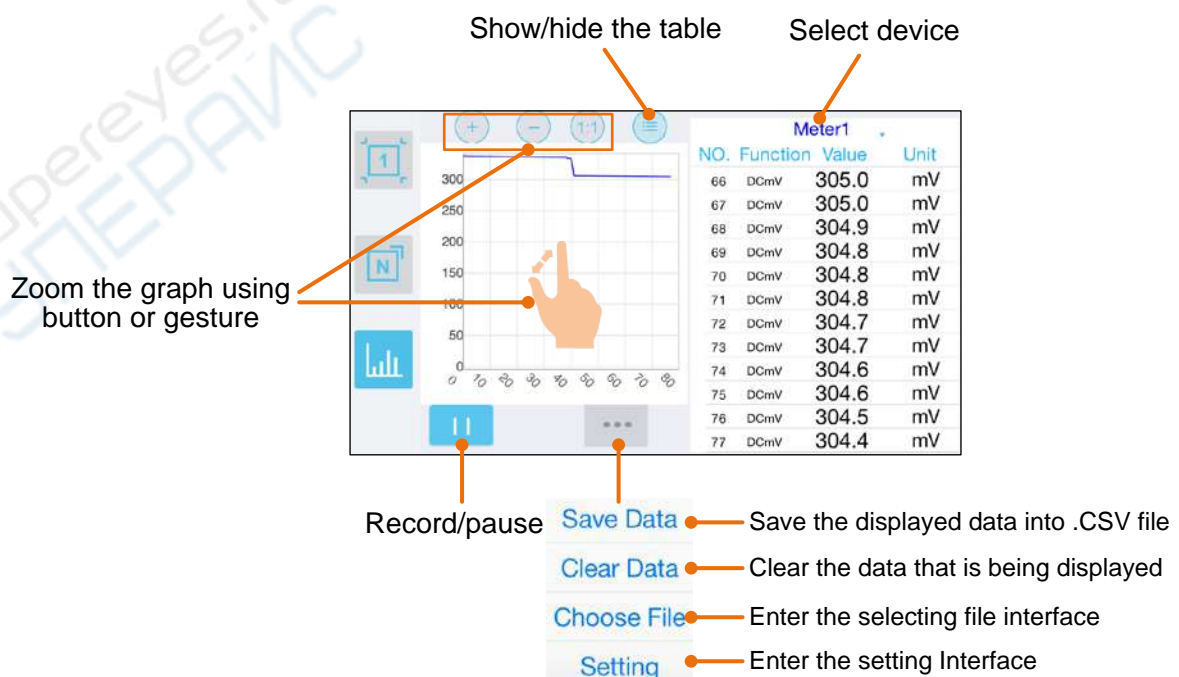 Show/hide the table
Select device
+
−
1:1
Meter1
NO. Function Value Unit
66 DCmV 305.0 mV
67 DCmV 305.0 mV
68 DCmV 304.9 mV
69 DCmV 304.8 mV
70 DCmV 304.8 mV
71 DCmV 304.8 mV
72 DCmV 304.7 mV
73 DCmV 304.7 mV
74 DCmV 304.6 mV
75 DCmV 304.6 mV
76 DCmV 304.5 mV
77 DCmV 304.4 mV
1
N
300
250
200
150
100
50
0
0 10 20 30 40 50 60 70 80
Zoom the graph using
button or gesture
Record/pause
Save Data
Save the displayed data into .CSV file
Clear Data
Clear the data that is being displayed
Choose File
Enter the selecting file interface
Setting
Enter the setting Interface